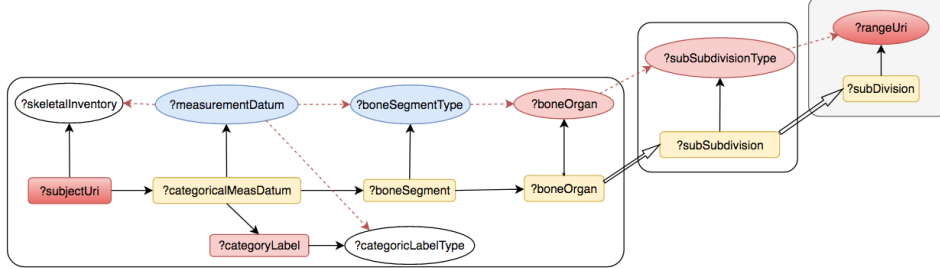 ?rangeUri
?subSubdivisionType
?subDivision
?skeletalInventory
?measurementDatum
?boneSegmentType
?boneOrgan
?subSubdivision
?subjectUri
?categoricalMeasDatum
?boneSegment
?boneOrgan
?categoryLabel
?categoricLabelType